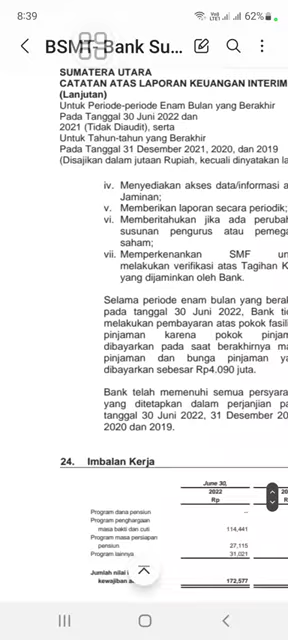 8:39
62%
BSMT- Bank Su...
SUMATERA UTARA
CATATAN ATAS LAPORAN KEUANGAN INTERIM
(Lanjutan)
Untuk Periode-periode Enam Bulan yang Berakhir
Pada Tanggal 30 Juni 2022 dan
2021 (Tidak Diaudit), serta
Untuk Tahun-tahun yang Berakhir
Pada Tanggal 31 Desember 2021, 2020, dan 2019
(Disajikan dalam jutaan Rupiah, kecuali dinyatakan la
iv. Menyediakan akses data/informasi a
Jaminan;
v. Memberikan laporan secara periodik;
vi. Memberitahukan jika ada perubah
susunan pengurus atau pemega
saham;
vii. Memperkenankan SMF un
melakukan verifikasi atas Tagihan K
yang dijaminkan oleh Bank.
Selama periode enam bulan yang berak
pada tanggal 30 Juni 2022, Bank tic
melakukan pembayaran atas pokok fasili
pinjaman karena pokok pinjam
dibayarkan pada saat berakhirnya ma
pinjaman dan bunga pinjaman ya
dibayarkan sebesar Rp4.090 juta.
Bank telah memenuhi semua persyara
yang ditetapkan dalam perjanjian pa
tanggal 30 Juni 2022, 31 Desember 20
2020 dan 2019.
24. Imbalan Kerja
June 30,
2022 20
Rp R
Program dana pensiun –
Program penghargaan
masa bakti dan cuti 114,441
Program masa persiapan
pensiun 27,115
Program lainnya 31,021
Jumlah nilai
kewajiban 172,577